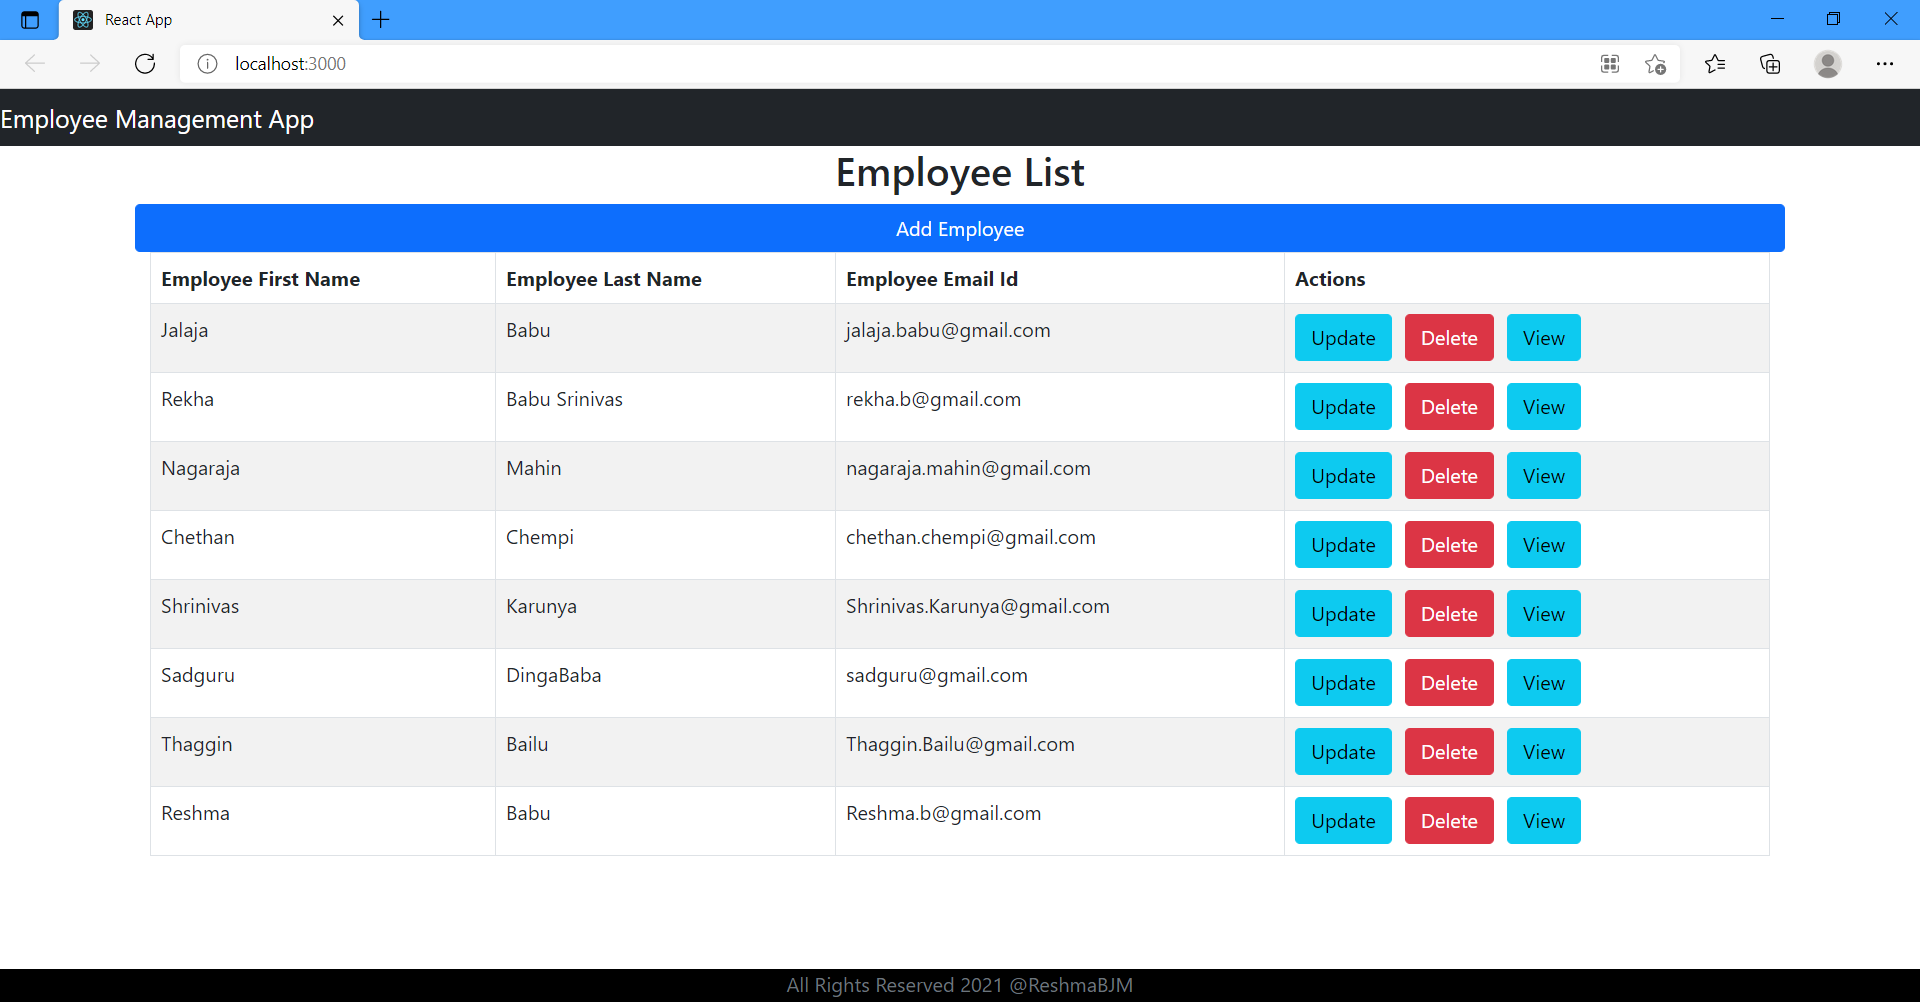 React App
localhost:3000
Employee Management App
Employee List
Add Employee
Employee First Name Employee Last Name Employee Email Id Actions
Jalaja Babu jalaja.babu@gmail.com Update Delete View
Rekha Babu Srinivas rekha.b@gmail.com Update Delete View
Nagaraja Mahin nagaraja.mahin@gmail.com Update Delete View
Chethan Chempi chethan.chempi@gmail.com Update Delete View
Shrinivas Karunya Shrinivas.Karunya@gmail.com Update Delete View
Sadguru DingaBaba sadguru@gmail.com Update Delete View
Thaggin Bailu Thaggin.Bailu@gmail.com Update Delete View
Reshma Babu Reshma.b@gmail.com Update Delete View
All Rights Reserved 2021 @ReshmaBJM